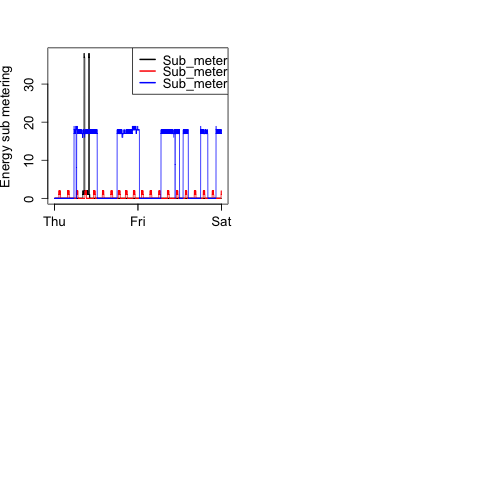 Sub_meter
Sub_meter
Sub_meter
Energy sub metering
30
20
10
0
Thu Fri Sat